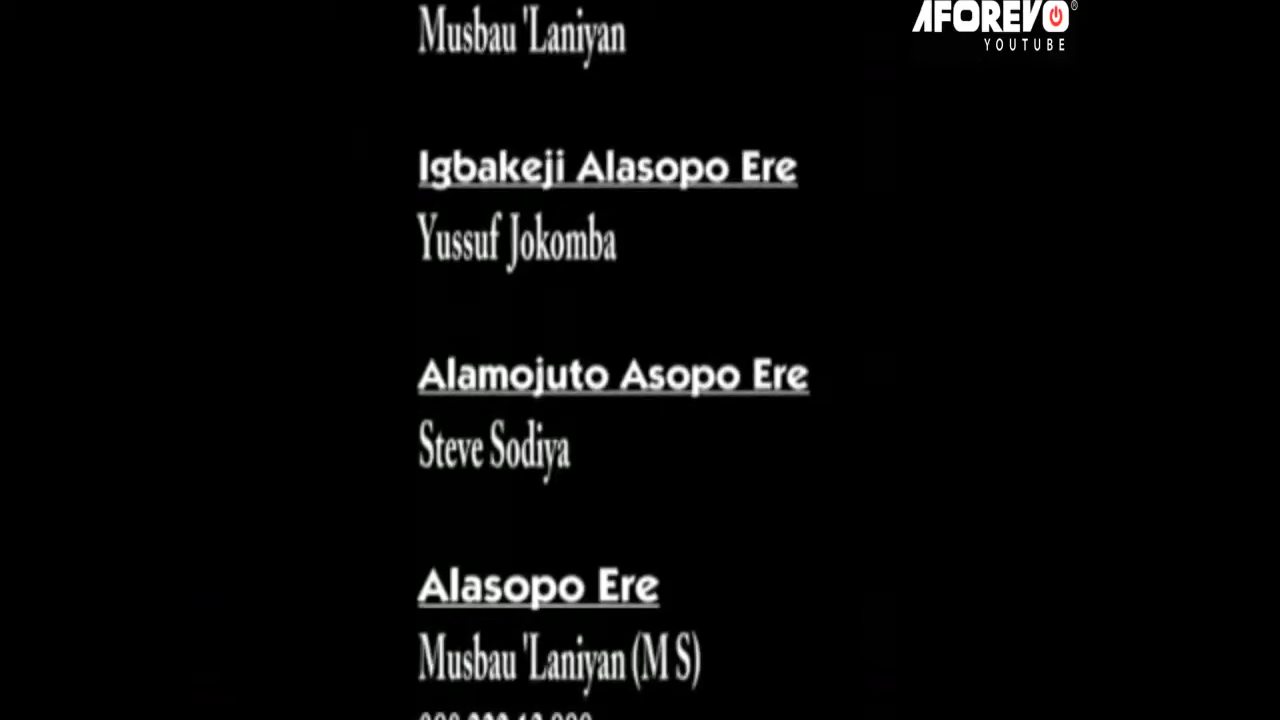 AFOREVO®
YOUTUBE
Musbau 'Laniyan
Igbakeji Alasopo Ere
Yussuf Jokomba
Alamojuto Asopo Ere
Steve Sodiya
Alasopo Ere
Musbau 'Laniyan (M S)